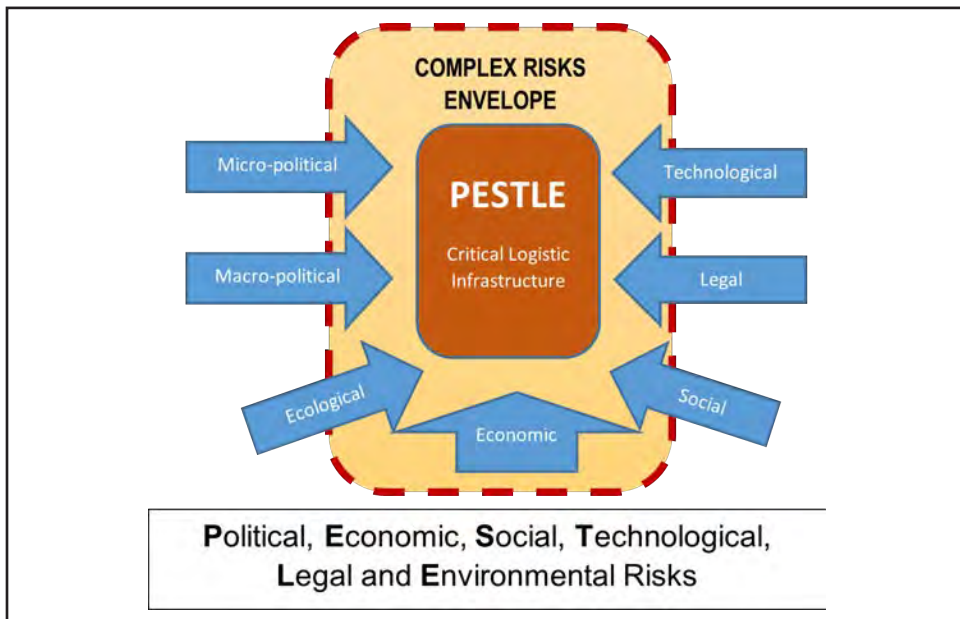 COMPLEX RISKS
ENVELOPE
Micro-political
Technological
PESTLE
Critical Logistic
Infrastructure
Macro-political
Legal
Ecological
Economic
Social
Political, Economic, Social, Technological,
Legal and Environmental Risks